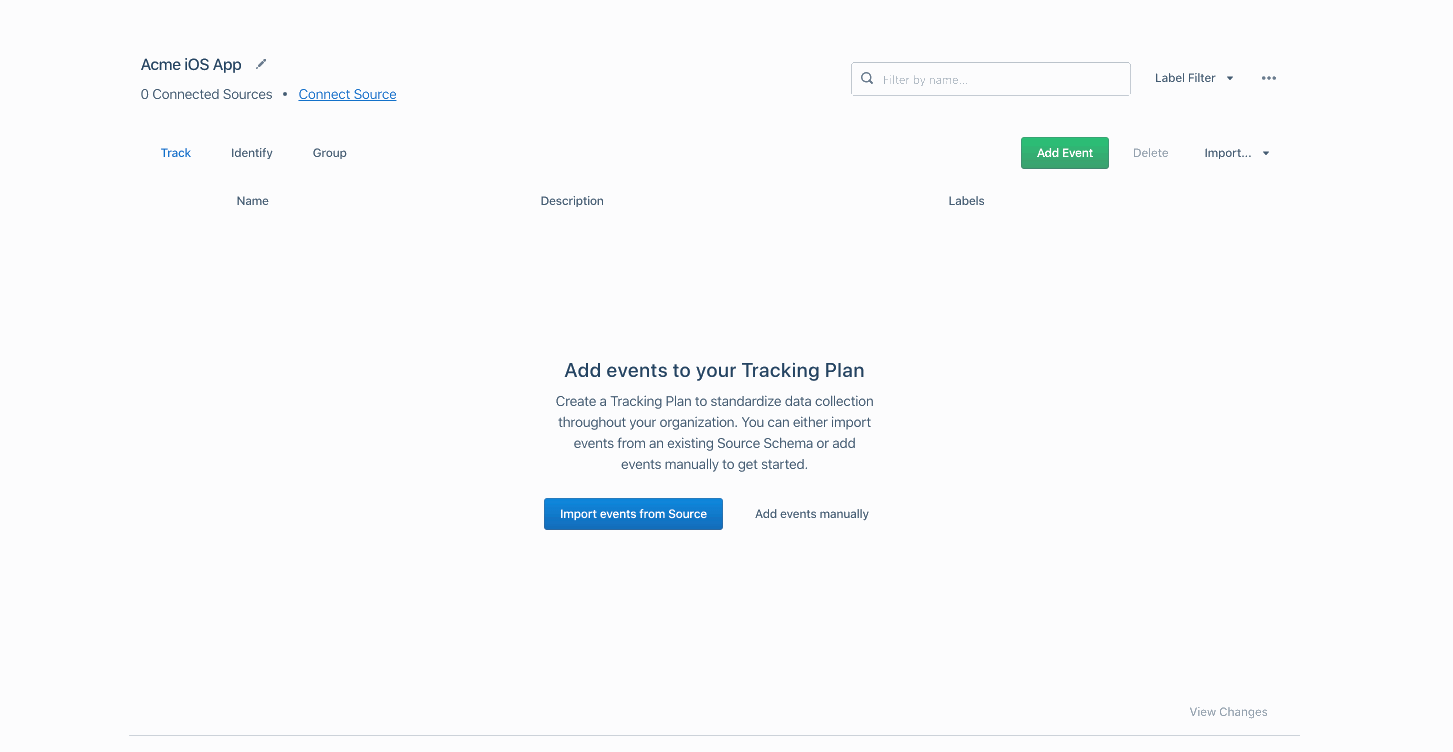 Acme iOS App
0 Connected Sources • Connect Source
Filter by name...
Label Filter
Track Identify Group
Add Event Delete Import...
Name Description Labels
Add events to your Tracking Plan
Create a Tracking Plan to standardize data collection
throughout your organization. You can either import
events from an existing Source Schema or add
events manually to get started.
Import events from Source Add events manually
View Changes